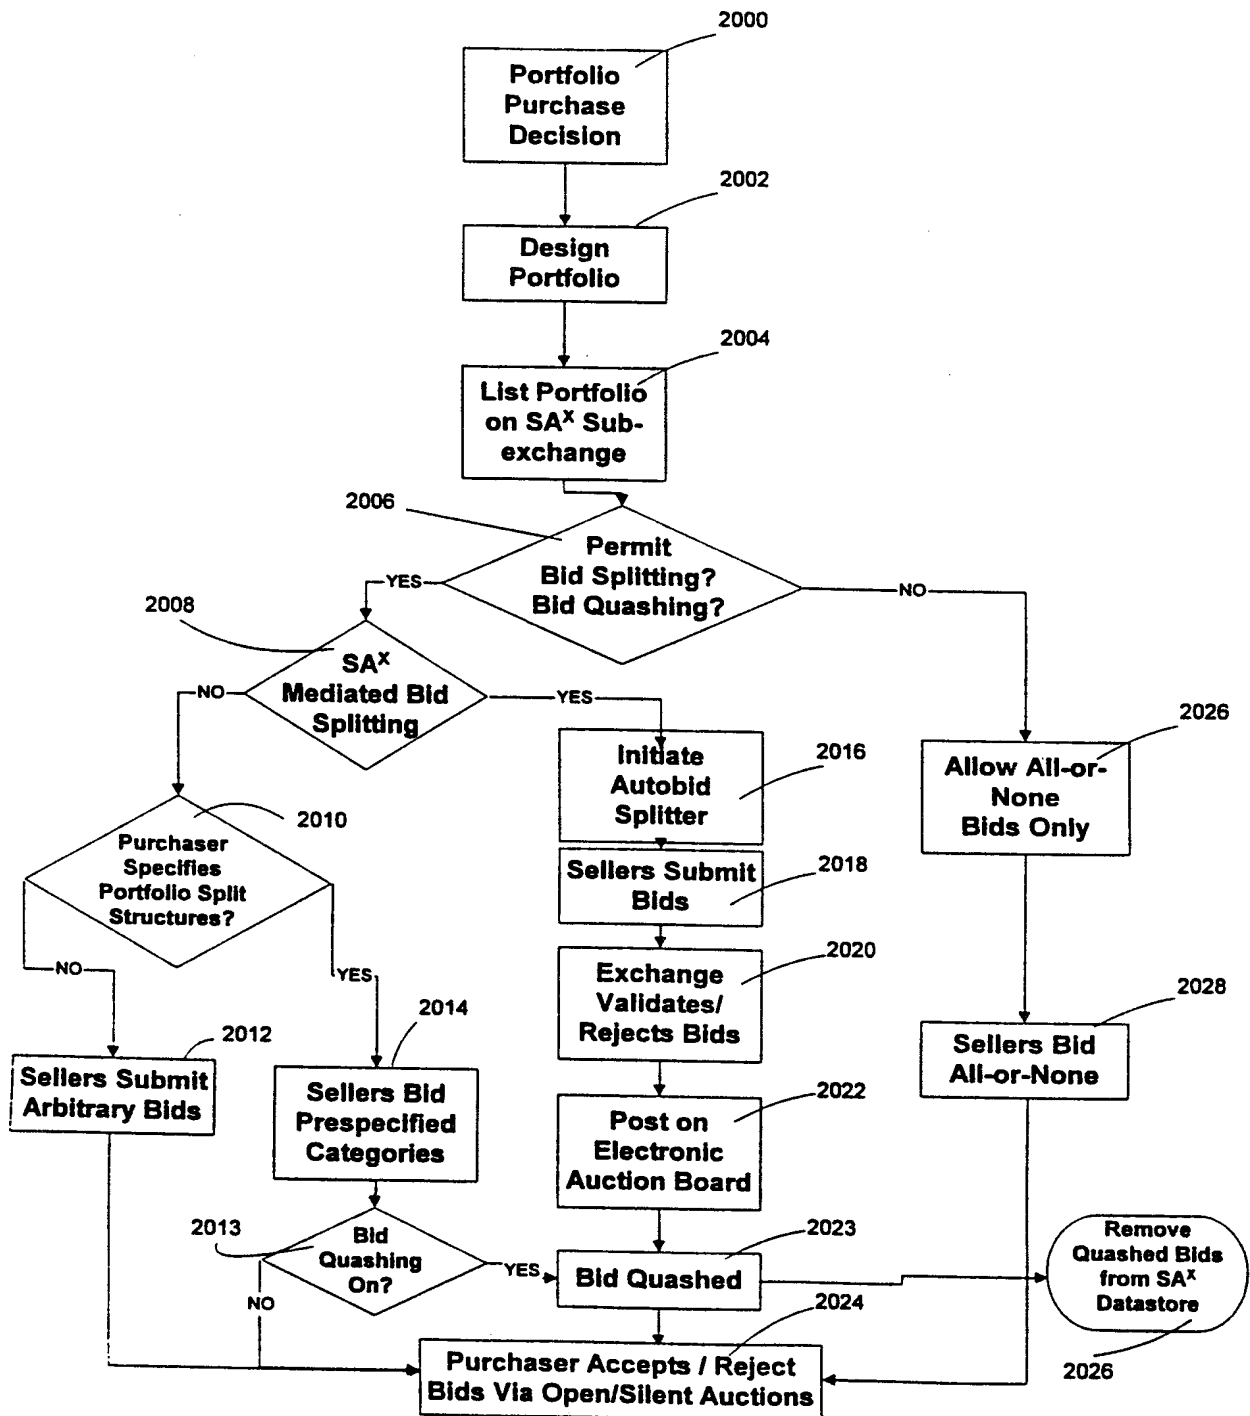 2000
Portfolio
Purchase
Decision
2002
Design
Portfolio
2004
List Portfolio
on SAX Sub-
exchange
2006
Permit
Bid Splitting?
Bid Quashing?
YES
NO
2008
SAX
Mediated Bid
Splitting
NO
YES
2010
Purchaser
Specifies
Portfolio Split
Structures?
NO
YES
2012
Sellers Submit
Arbitrary Bids
2014
Sellers Bid
Prespecified
Categories
2013
Bid
Quashing
On?
YES
NO
Initiate
Autobid
Splitter
2016
Sellers Submit
Bids
2018
Exchange
Validates/
Rejects Bids
2020
Post on
Electronic
Auction Board
2022
Bid Quashed
2023
2026
Allow All-or-
None
Bids Only
2028
Sellers Bid
All-or-None
Remove
Quashed Bids
from SAX
Datastore
2026
2024
Purchaser Accepts / Reject
Bids Via Open/Silent Auctions